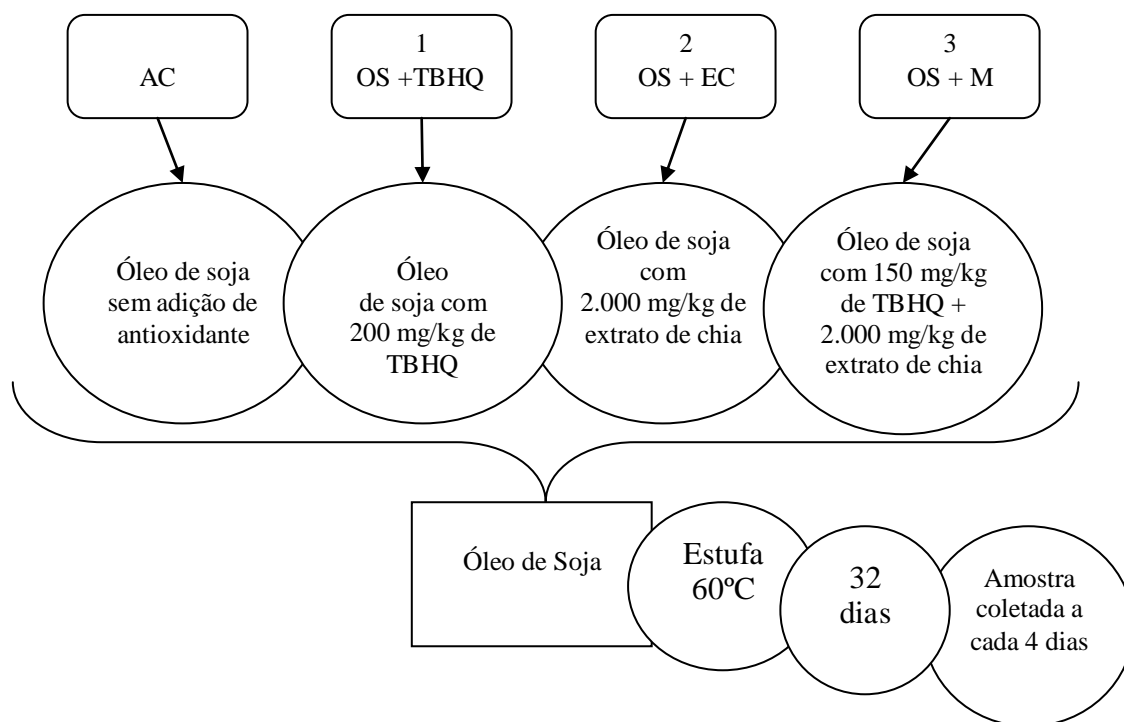 AC
1
OS +TBHQ
2
OS + EC
3
OS + M
Óleo de soja
sem adição de
antioxidante
Óleo
de soja com
200 mg/kg de
TBHQ
Óleo de soja
com
2.000 mg/kg de
extrato de chia
Óleo de soja
com 150 mg/kg
de TBHQ +
2.000 mg/kg de
extrato de chia
Óleo de Soja
Estufa
60ºC
32
dias
Amostra
coletada a
cada 4 dias